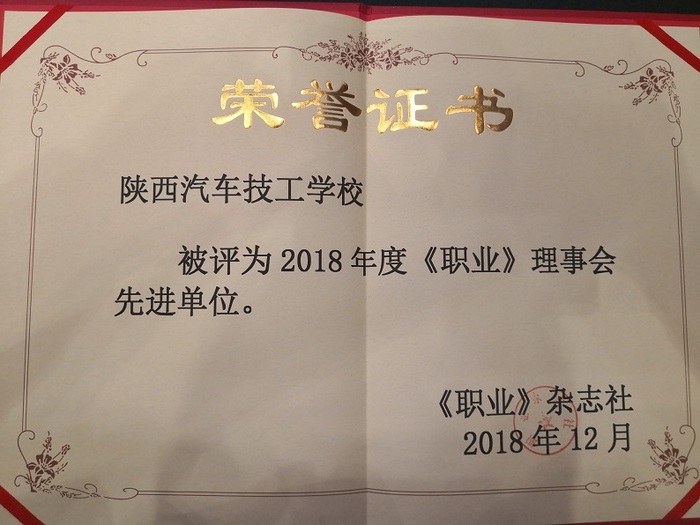 荣誉证书
陕西汽车技工学校
被评为2018年度《职业》理事会
先进单位。
《职业》杂志社
2018年12月